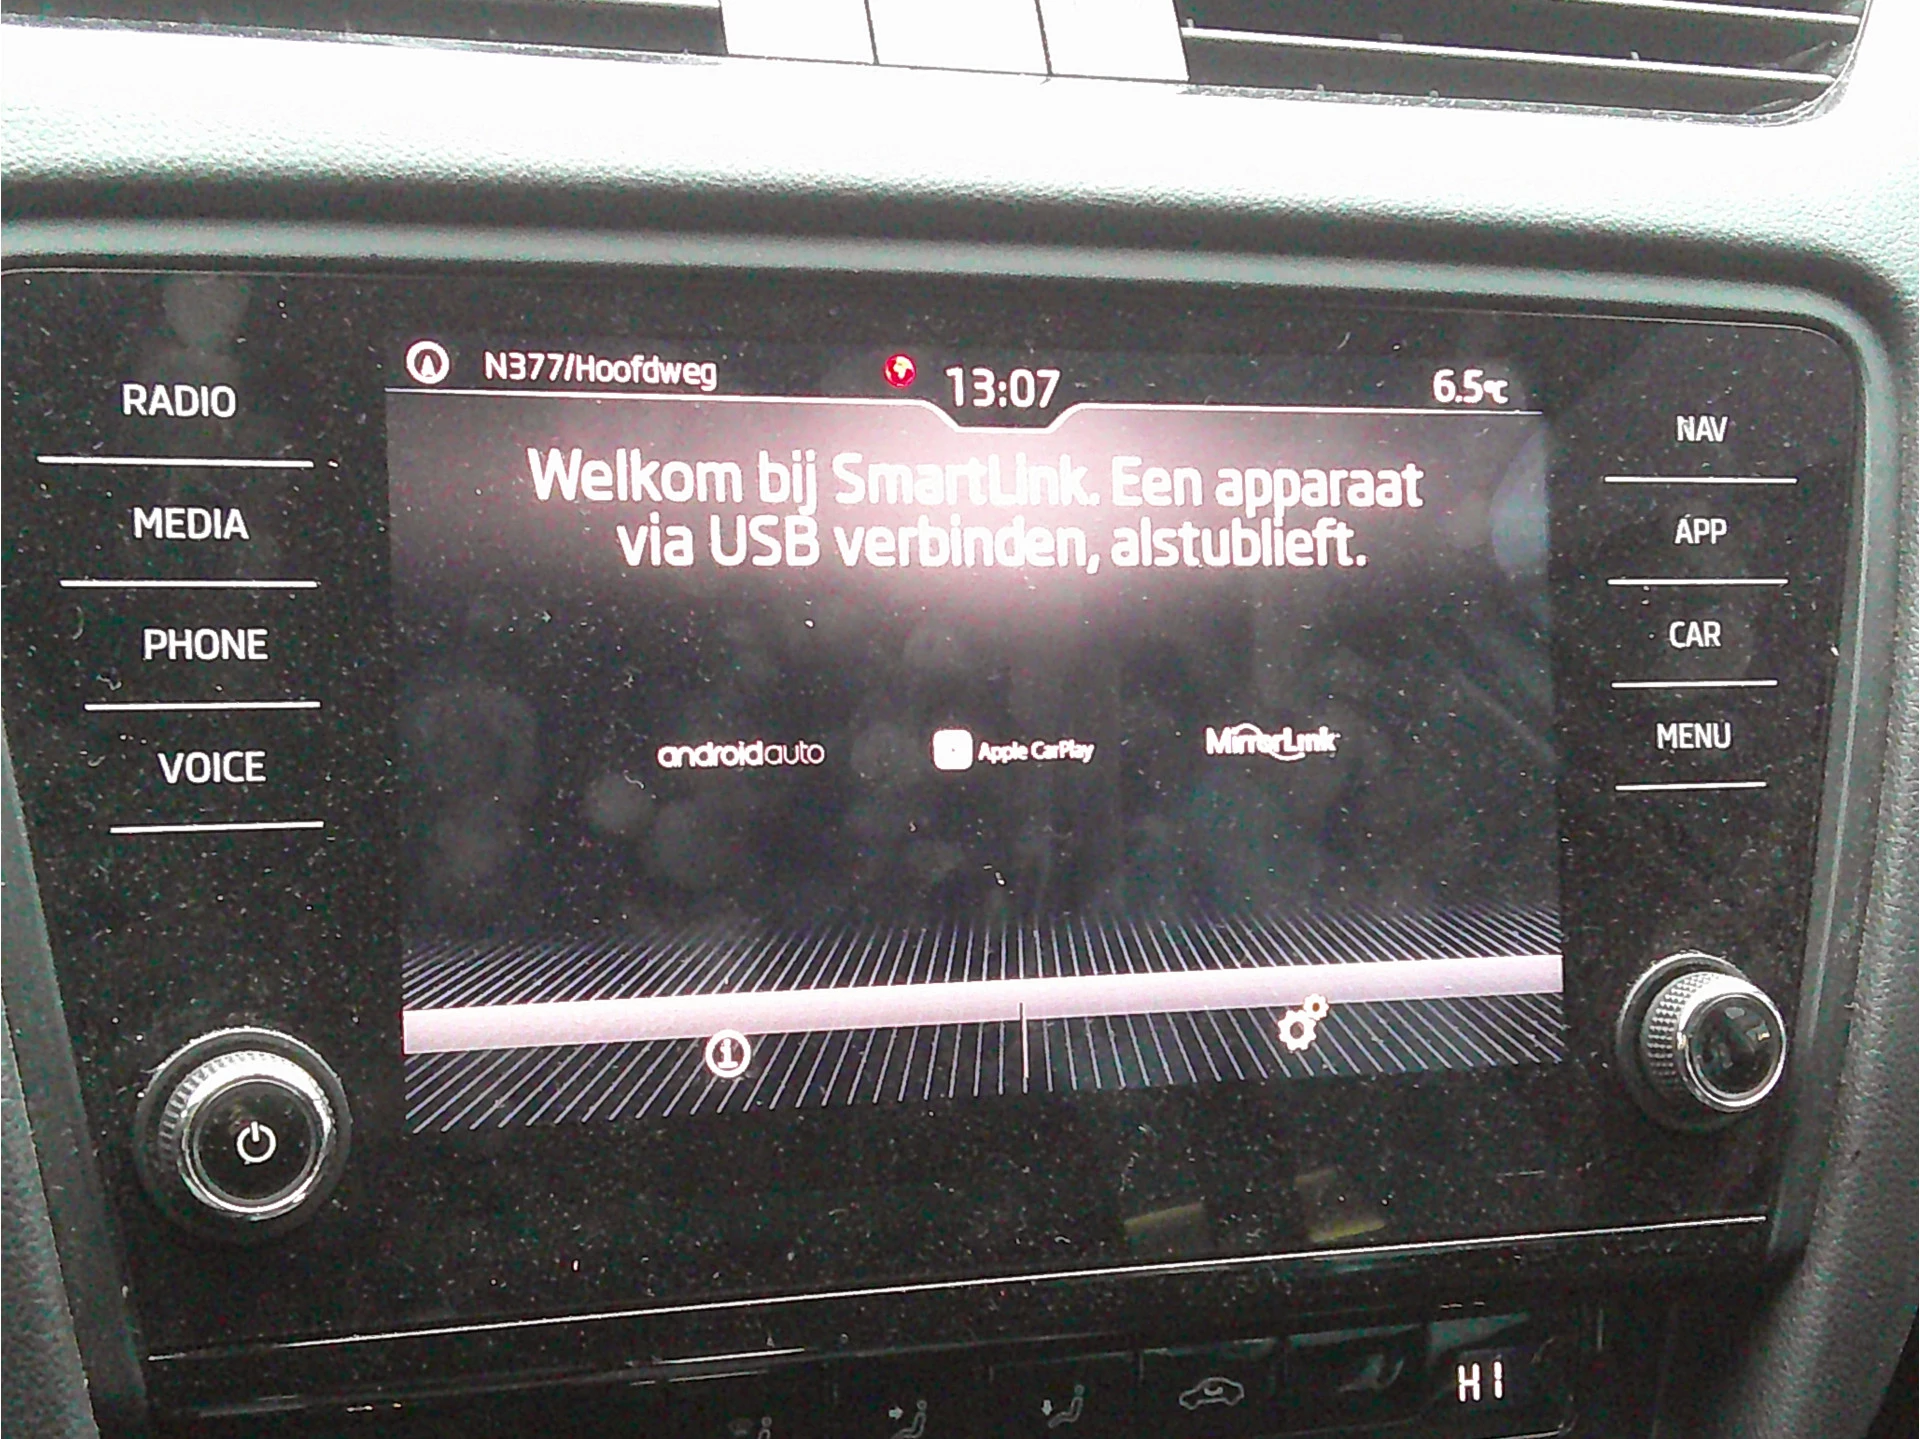 N377/Hoofdweg
13:07
6.5°C
RADIO
MEDIA
PHONE
VOICE
Welkom bij SmartLink. Een apparaat
via USB verbinden, alstublieft.
androidauto
Apple CarPlay
MirrorLink
NAV
APP
CAR
MENU
HI